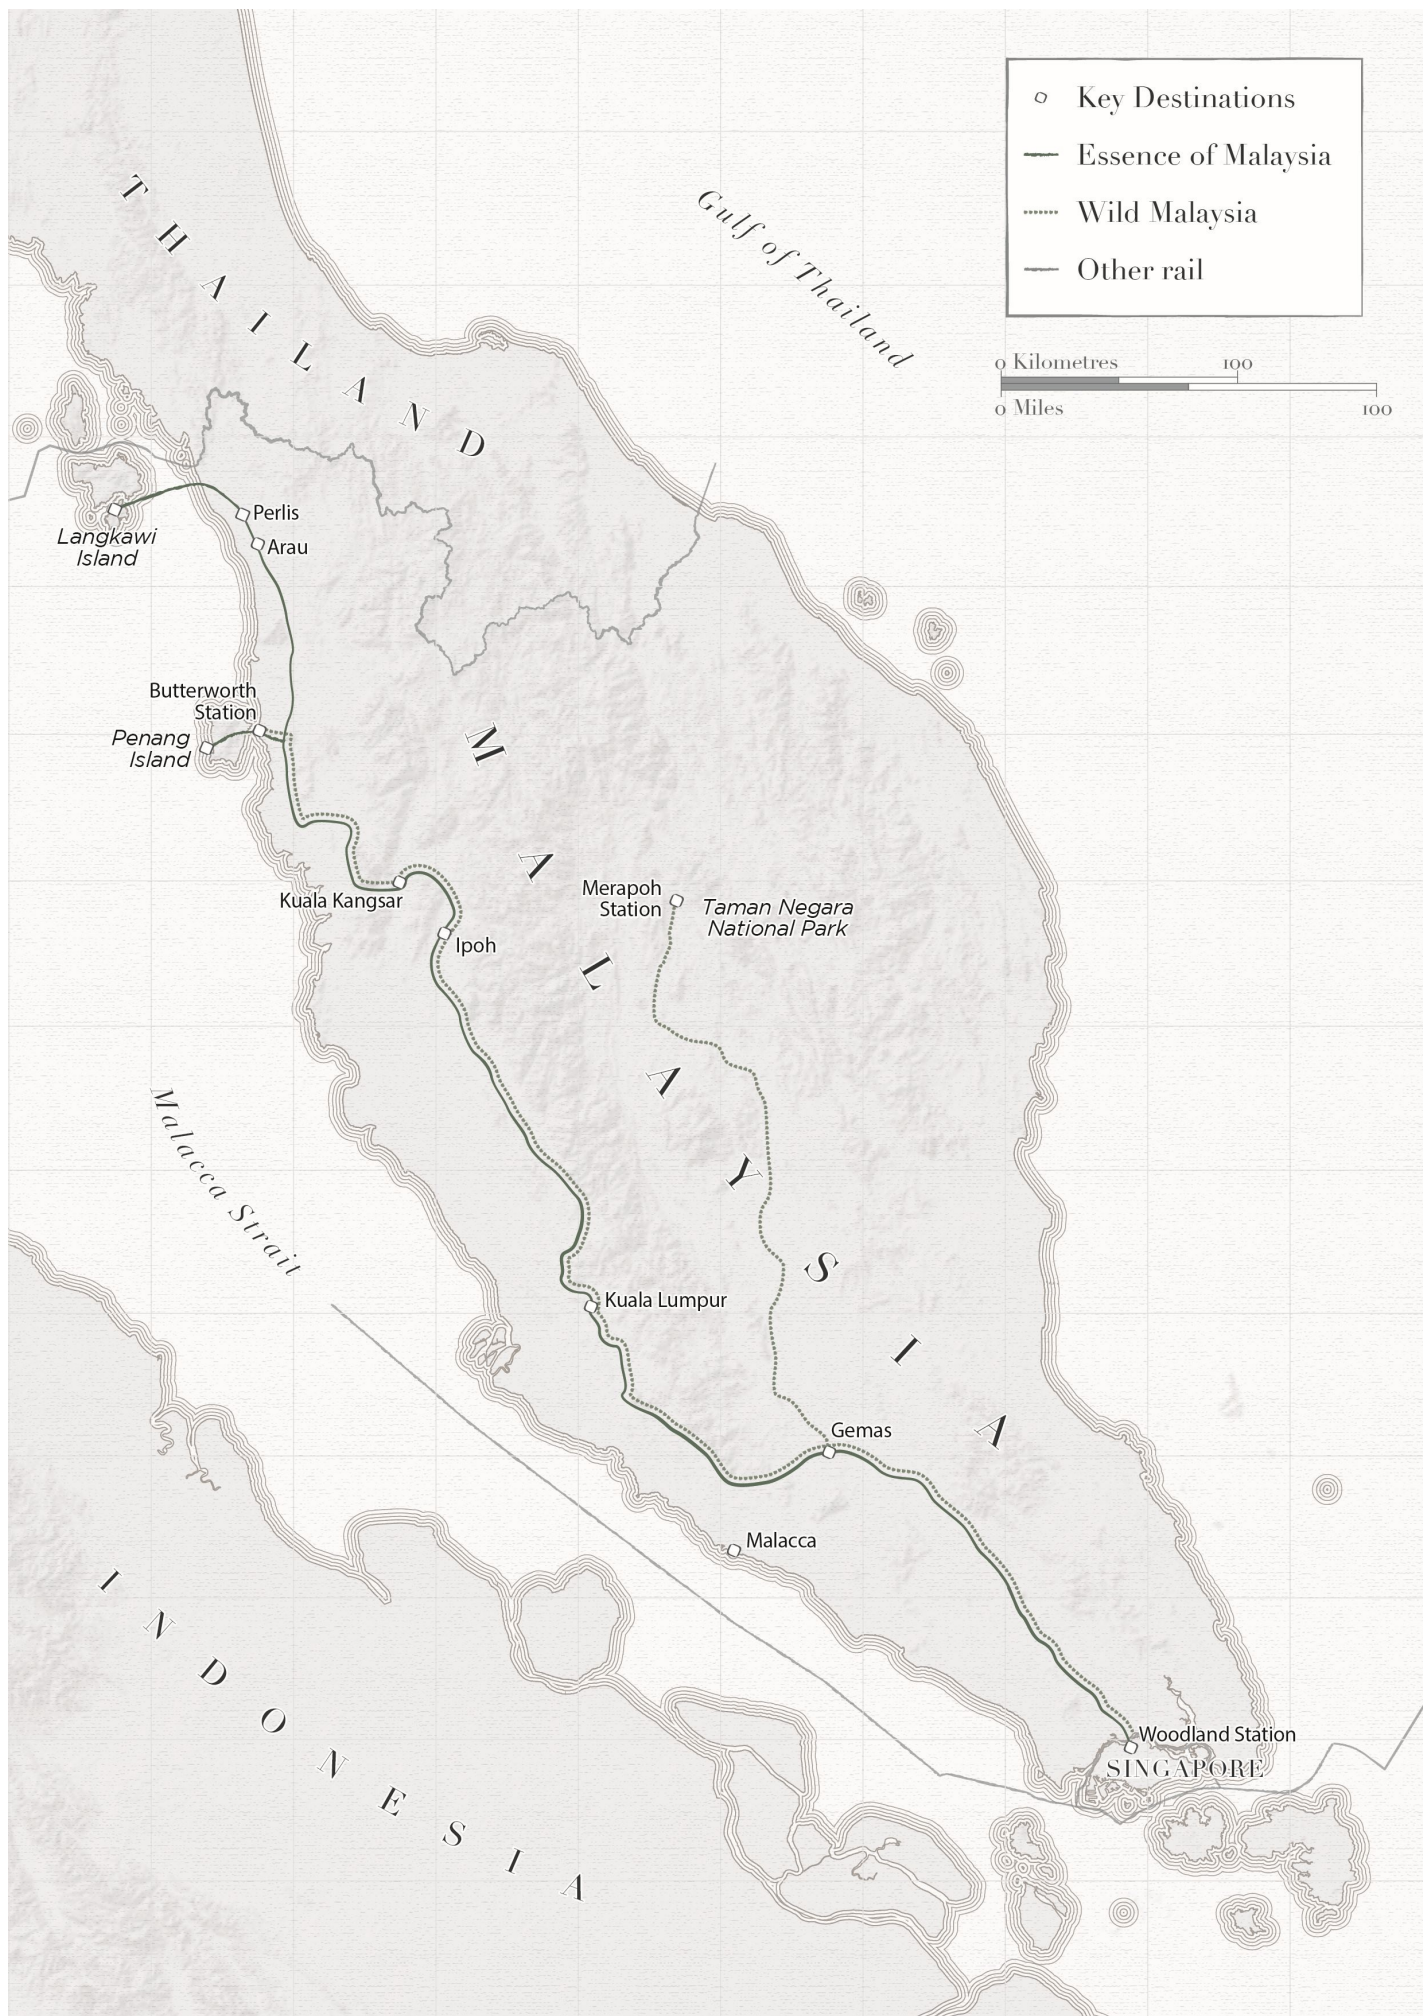 Key Destinations
Essence of Malaysia
Wild Malaysia
Other rail
0 Kilometres 100
0 Miles 100
THAILAND
Gulf of Thailand
Perlis
Arau
Langkawi
Island
Butterworth
Station
Penang
Island
MALAYSIA
Kuala Kangsar
Ipoh
Merapoh
Station
Taman Negara
National Park
Malacca Strait
Kuala Lumpur
Gemas
Malacca
INDONESIA
Woodland Station
SINGAPORE